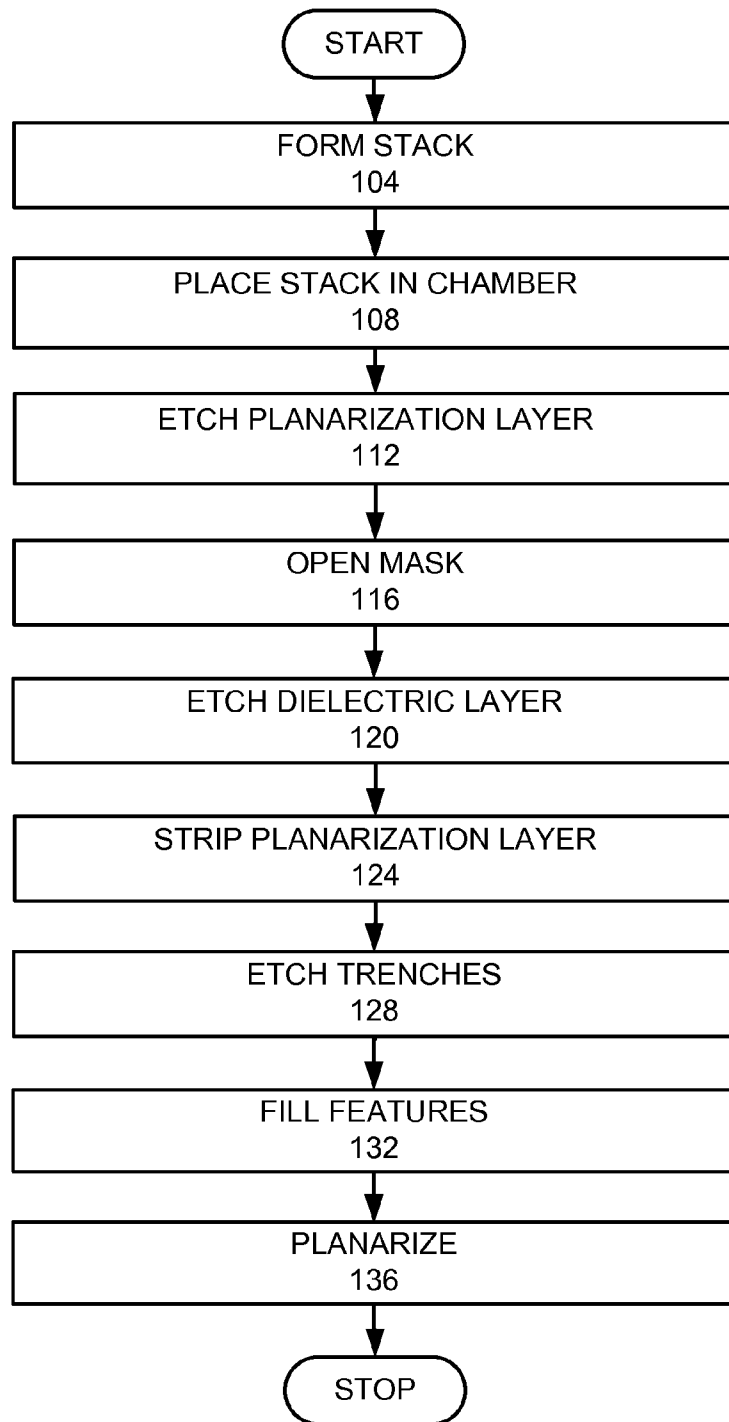 START
FORM STACK
104
PLACE STACK IN CHAMBER
108
ETCH PLANARIZATION LAYER
112
OPEN MASK
116
ETCH DIELECTRIC LAYER
120
STRIP PLANARIZATION LAYER
124
ETCH TRENCHES
128
FILL FEATURES
132
PLANARIZE
136
STOP